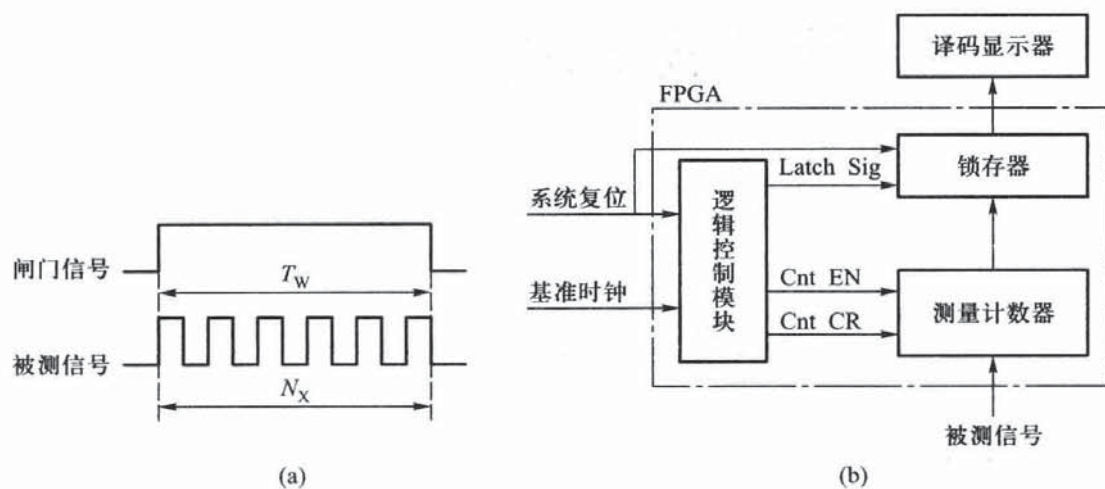 闸门信号
T_W
被测信号
N_X
(a)
译码显示器
FPGA
锁存器
Latch Sig
系统复位
逻辑控制模块
基准时钟
Cnt EN
Cnt CR
测量计数器
被测信号
(b)